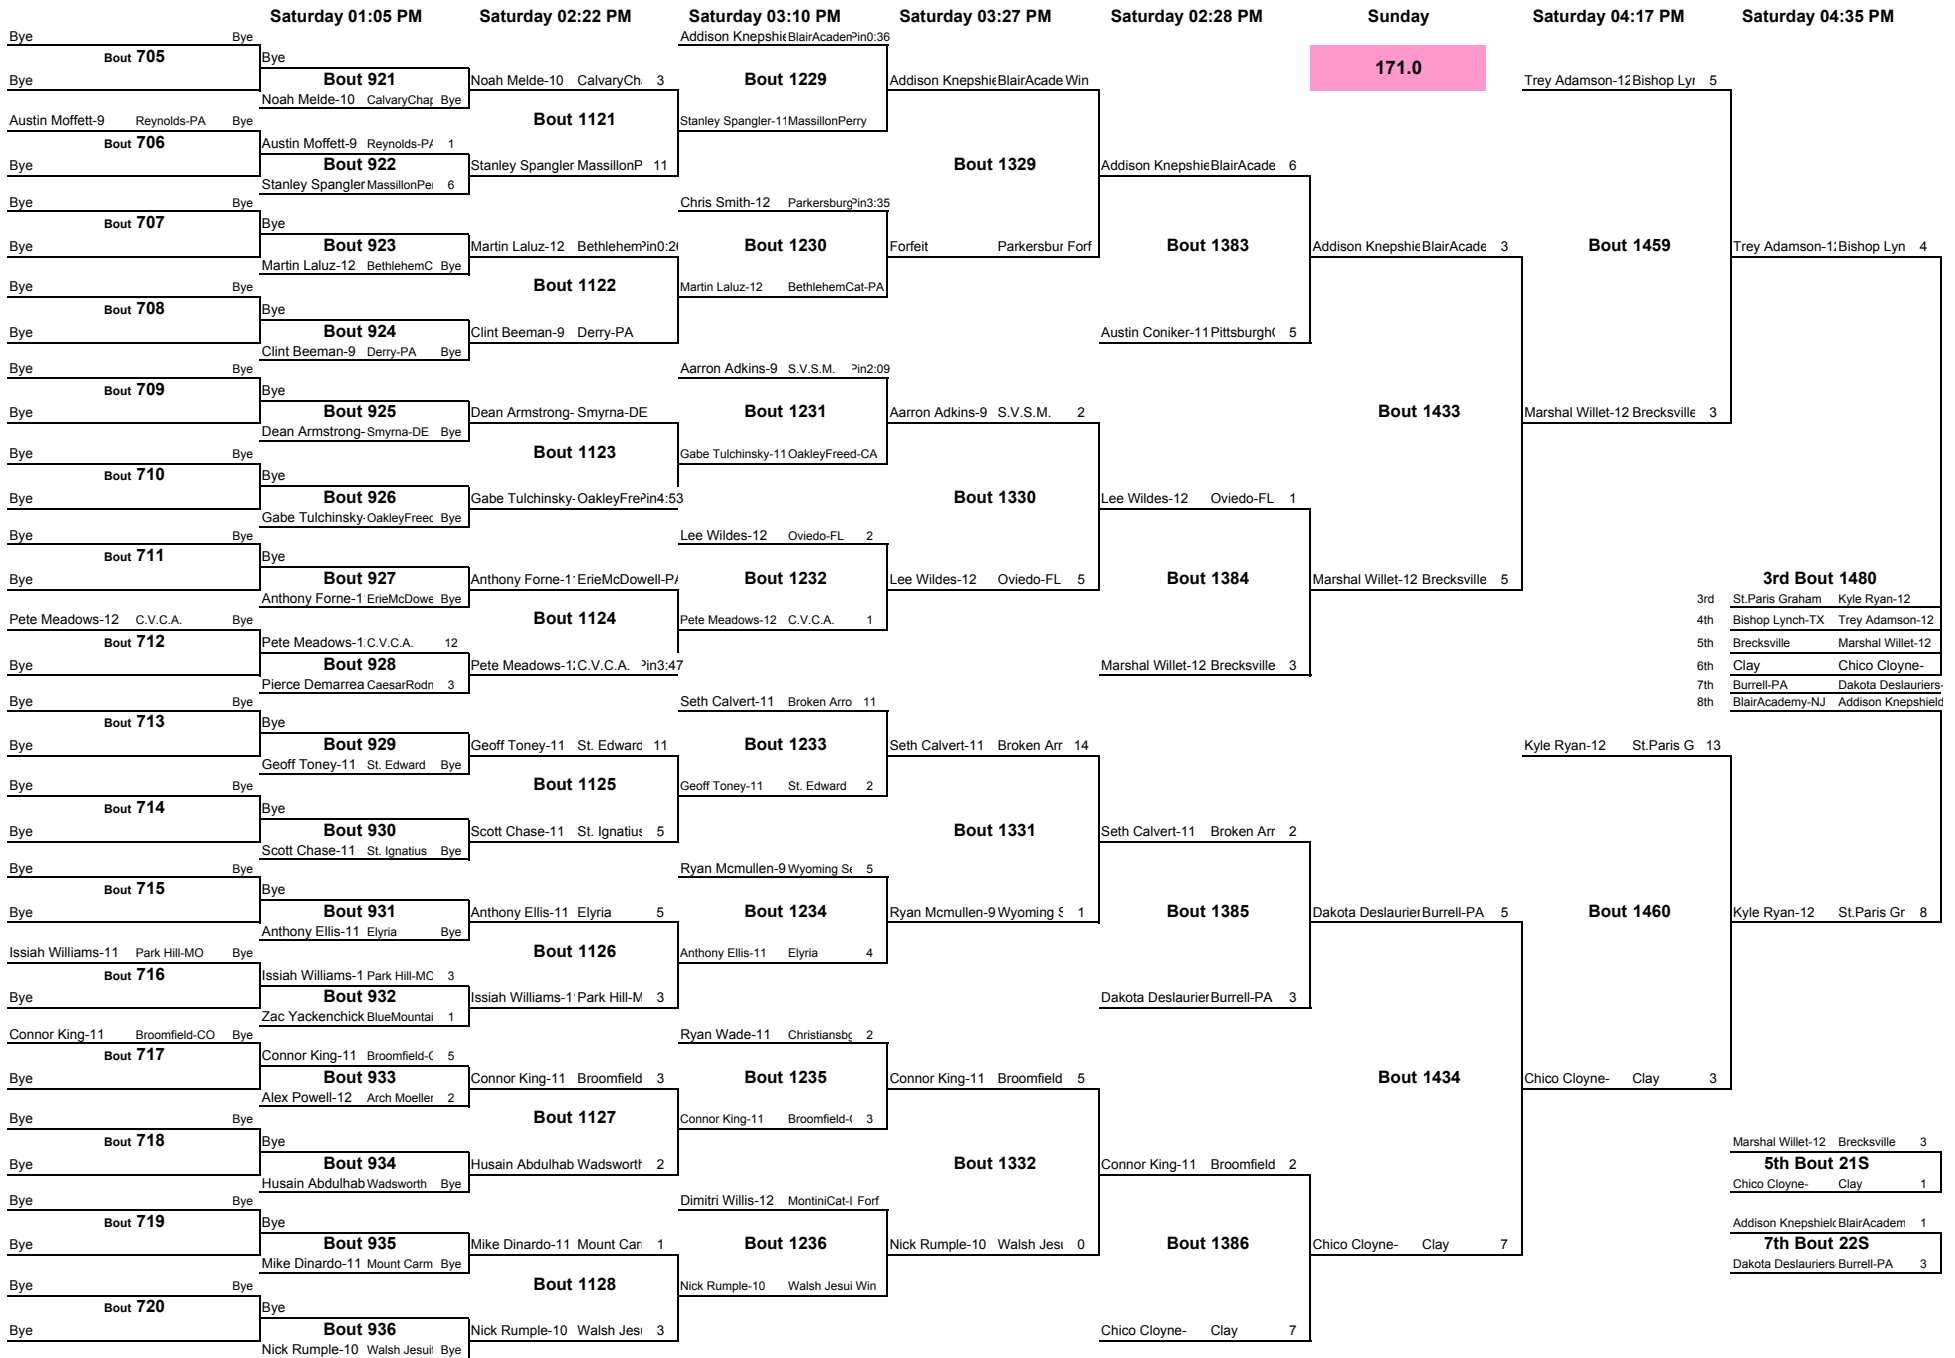 Saturday 01:05 PM Saturday 02:22 PM Saturday 03:10 PM Saturday 03:27 PM Saturday 02:28 PM Sunday Saturday 04:17 PM Saturday 04:35 PM
171.0
Bye Bye
Bout 705
Bye
Austin Moffett-9 Reynolds-PA Bye
Bout 706
Bye
Bye Bye
Bout 707
Bye
Bye Bye
Bout 708
Bye
Bye Bye
Bout 709
Bye
Bye Bye
Bout 710
Bye
Bye Bye
Bout 711
Bye
Pete Meadows-12 C.V.C.A. Bye
Bout 712
Bye
Bye Bye
Bout 713
Bye
Bye Bye
Bout 714
Bye
Bye Bye
Bout 715
Bye
Issiah Williams-11 Park Hill-MO Bye
Bout 716
Bye
Connor King-11 Broomfield-CO Bye
Bout 717
Bye
Bye Bye
Bout 718
Bye
Bye Bye
Bout 719
Bye
Bye Bye
Bout 720
Bye
Bye
Bout 921
Noah Melde-10 CalvaryChap Bye
Austin Moffett-9 Reynolds-PA 1
Bout 922
Stanley Spangler MassillonPer 6
Bye
Bout 923
Martin Laluz-12 BethlehemC Bye
Bye
Bout 924
Clint Beeman-9 Derry-PA Bye
Bye
Bout 925
Dean Armstrong- Smyrna-DE Bye
Bye
Bout 926
Gabe Tulchinsky- OakleyFreed Bye
Bye
Bout 927
Anthony Forne-1 ErieMcDowe Bye
Pete Meadows-1 C.V.C.A. 12
Bout 928
Pierce Demarrea CaesarRodn 3
Bye
Bout 929
Geoff Toney-11 St. Edward Bye
Bye
Bout 930
Scott Chase-11 St. Ignatius Bye
Bye
Bout 931
Anthony Ellis-11 Elyria Bye
Issiah Williams-1 Park Hill-MO 3
Bout 932
Zac Yackenchick BlueMountai 1
Connor King-11 Broomfield-C 5
Bout 933
Alex Powell-12 Arch Moeller 2
Bye
Bout 934
Husain Abdulhab Wadsworth Bye
Bye
Bout 935
Mike Dinardo-11 Mount Carm Bye
Bye
Bout 936
Nick Rumple-10 Walsh Jesuit Bye
Noah Melde-10 CalvaryCh 3
Bout 1121
Stanley Spangler MassillonP 11
Martin Laluz-12 Bethlehem Pin0:20
Bout 1122
Clint Beeman-9 Derry-PA
Dean Armstrong- Smyrna-DE
Bout 1123
Gabe Tulchinsky- OakleyFre Pin4:53
Anthony Forne-1 ErieMcDowell-PA
Bout 1124
Pete Meadows-12 C.V.C.A. Pin3:47
Geoff Toney-11 St. Edward 11
Bout 1125
Scott Chase-11 St. Ignatius 5
Anthony Ellis-11 Elyria 5
Bout 1126
Issiah Williams-1 Park Hill-M 3
Connor King-11 Broomfield 3
Bout 1127
Husain Abdulhab Wadsworth 2
Mike Dinardo-11 Mount Carr 1
Bout 1128
Nick Rumple-10 Walsh Jesu 3
Addison Knepshie BlairAcadem Pin0:36
Bout 1229
Stanley Spangler-11 MassillonPerry
Chris Smith-12 Parkersburg Pin3:35
Bout 1230
Martin Laluz-12 BethlehemCat-PA
Aarron Adkins-9 S.V.S.M. Pin2:09
Bout 1231
Gabe Tulchinsky-11 OakleyFreed-CA
Lee Wildes-12 Oviedo-FL 2
Bout 1232
Pete Meadows-12 C.V.C.A. 1
Seth Calvert-11 Broken Arro 11
Bout 1233
Geoff Toney-11 St. Edward 2
Ryan Mcmullen-9 Wyoming Se 5
Bout 1234
Anthony Ellis-11 Elyria 4
Ryan Wade-11 Christiansbg 2
Bout 1235
Connor King-11 Broomfield-C 3
Dimitri Willis-12 MontiniCat-I Forf
Bout 1236
Nick Rumple-10 Walsh Jesui Win
Addison Knepshie BlairAcade Win
Bout 1329
Forfeit Parkersbur Forf
Aarron Adkins-9 S.V.S.M. 2
Bout 1330
Lee Wildes-12 Oviedo-FL 5
Seth Calvert-11 Broken Arr 14
Bout 1331
Ryan Mcmullen-9 Wyoming S 1
Connor King-11 Broomfield 5
Bout 1332
Nick Rumple-10 Walsh Jesu 0
Addison Knepshie BlairAcade 6
Bout 1383
Austin Coniker-11 PittsburghC 5
Lee Wildes-12 Oviedo-FL 1
Bout 1384
Marshal Willet-12 Brecksville 3
Seth Calvert-11 Broken Arr 2
Bout 1385
Dakota Deslaurier Burrell-PA 3
Connor King-11 Broomfield 2
Bout 1386
Chico Cloyne- Clay 7
Addison Knepshie BlairAcade 3
Bout 1433
Marshal Willet-12 Brecksville 5
Dakota Deslaurier Burrell-PA 5
Bout 1434
Chico Cloyne- Clay 7
Trey Adamson-12 Bishop Lyr 5
Bout 1459
Marshal Willet-12 Brecksville 3
Kyle Ryan-12 St.Paris G 13
Bout 1460
Chico Cloyne- Clay 3
Trey Adamson-12 Bishop Lyn 4
3rd Bout 1480
3rd St.Paris Graham Kyle Ryan-12
4th Bishop Lynch-TX Trey Adamson-12
5th Brecksville Marshal Willet-12
6th Clay Chico Cloyne-
7th Burrell-PA Dakota Deslauriers-
8th BlairAcademy-NJ Addison Knepshield
Kyle Ryan-12 St.Paris Gr 8
Marshal Willet-12 Brecksville 3
5th Bout 21S
Chico Cloyne- Clay 1
Addison Knepshield BlairAcadem 1
7th Bout 22S
Dakota Deslauriers Burrell-PA 3